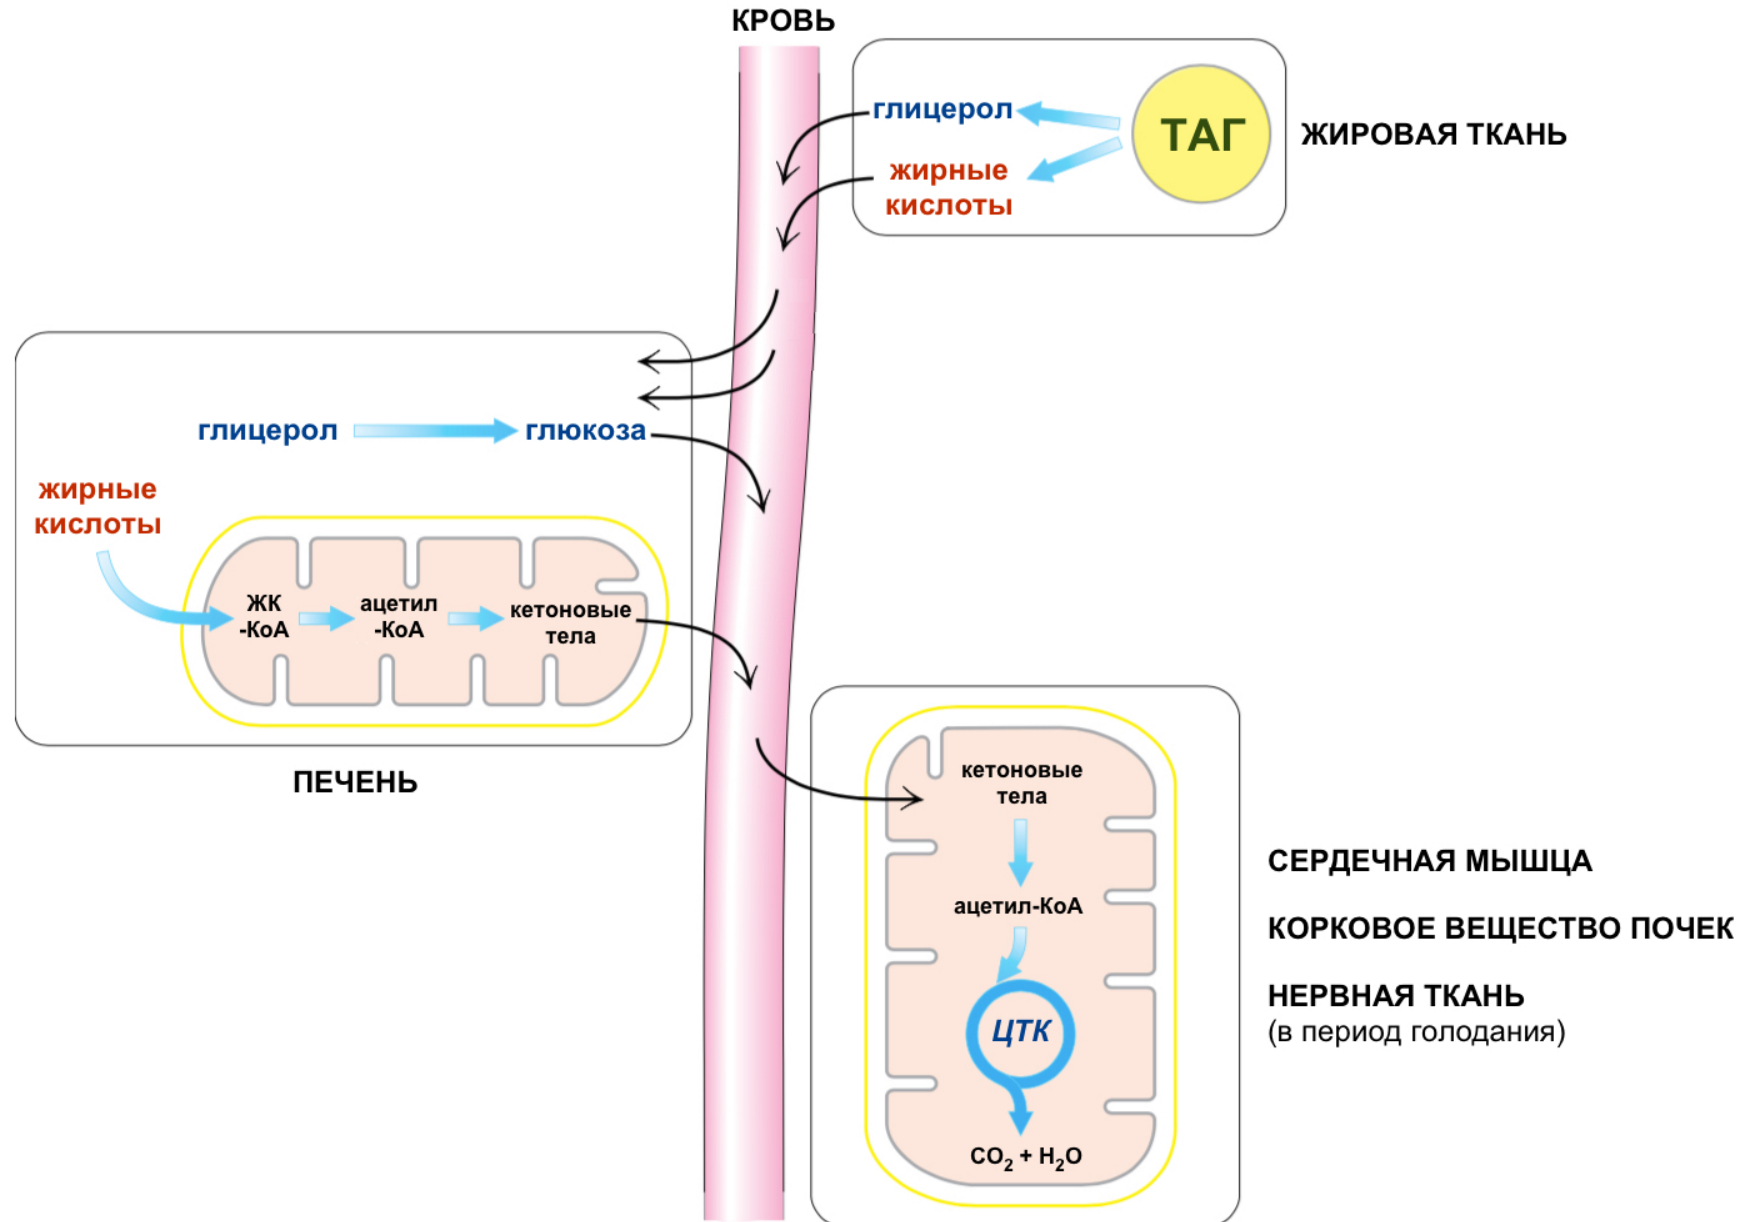 КРОВЬ
глицерол
ТАГ
ЖИРОВАЯ ТКАНЬ
жирные
кислоты
глицерол
глюкоза
жирные
кислоты
ЖК
-КоА
ацетил
-КоА
кетоновые
тела
ПЕЧЕНЬ
кетоновые
тела
ацетил-КоА
ЦТК
CO₂ + H₂O
СЕРДЕЧНАЯ МЫШЦА
КОРКОВОЕ ВЕЩЕСТВО ПОЧЕК
НЕРВНАЯ ТКАНЬ
(в период голодания)